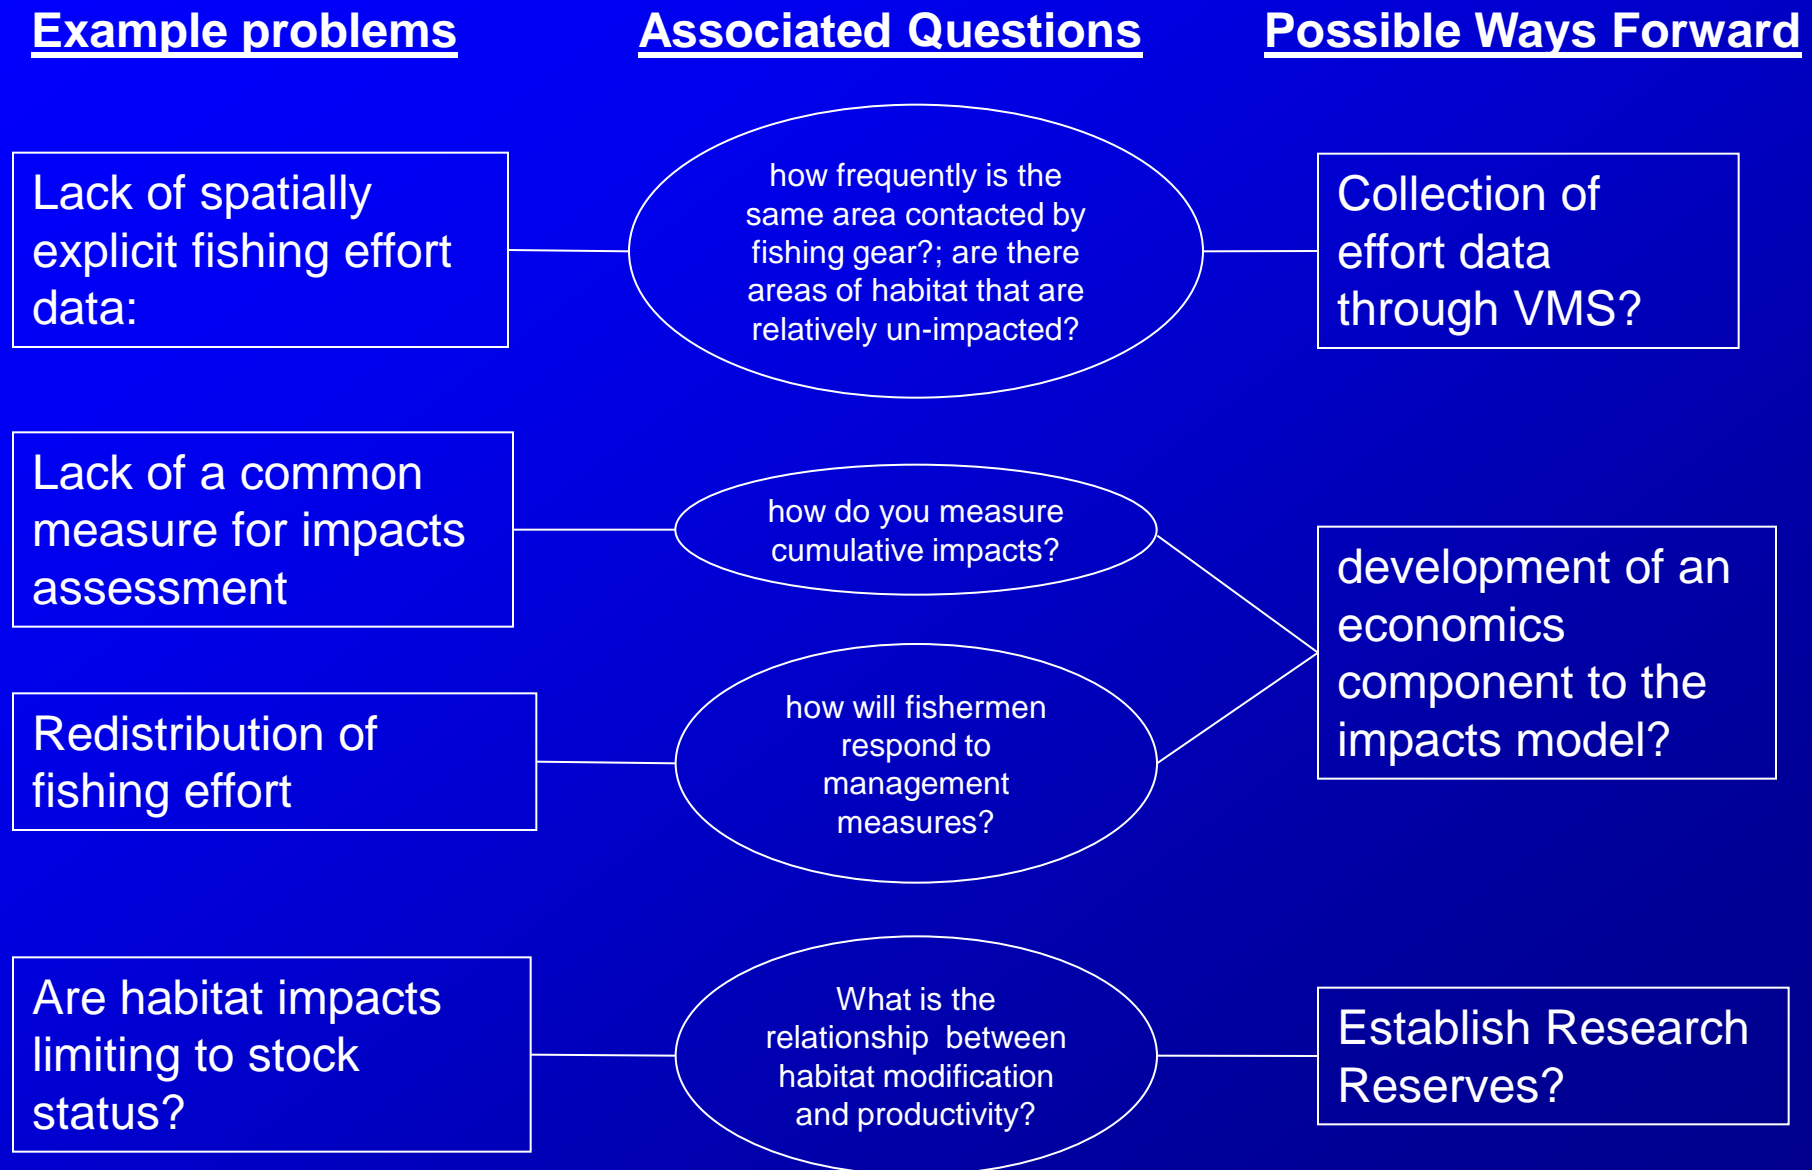 Example problems
Associated Questions
Possible Ways Forward
Lack of spatially
explicit fishing effort
data:
how frequently is the
same area contacted by
fishing gear?; are there
areas of habitat that are
relatively un-impacted?
Collection of
effort data
through VMS?
Lack of a common
measure for impacts
assessment
how do you measure
cumulative impacts?
development of an
economics
component to the
impacts model?
Redistribution of
fishing effort
how will fishermen
respond to
management
measures?
Are habitat impacts
limiting to stock
status?
What is the
relationship  between
habitat modification
and productivity?
Establish Research
Reserves?